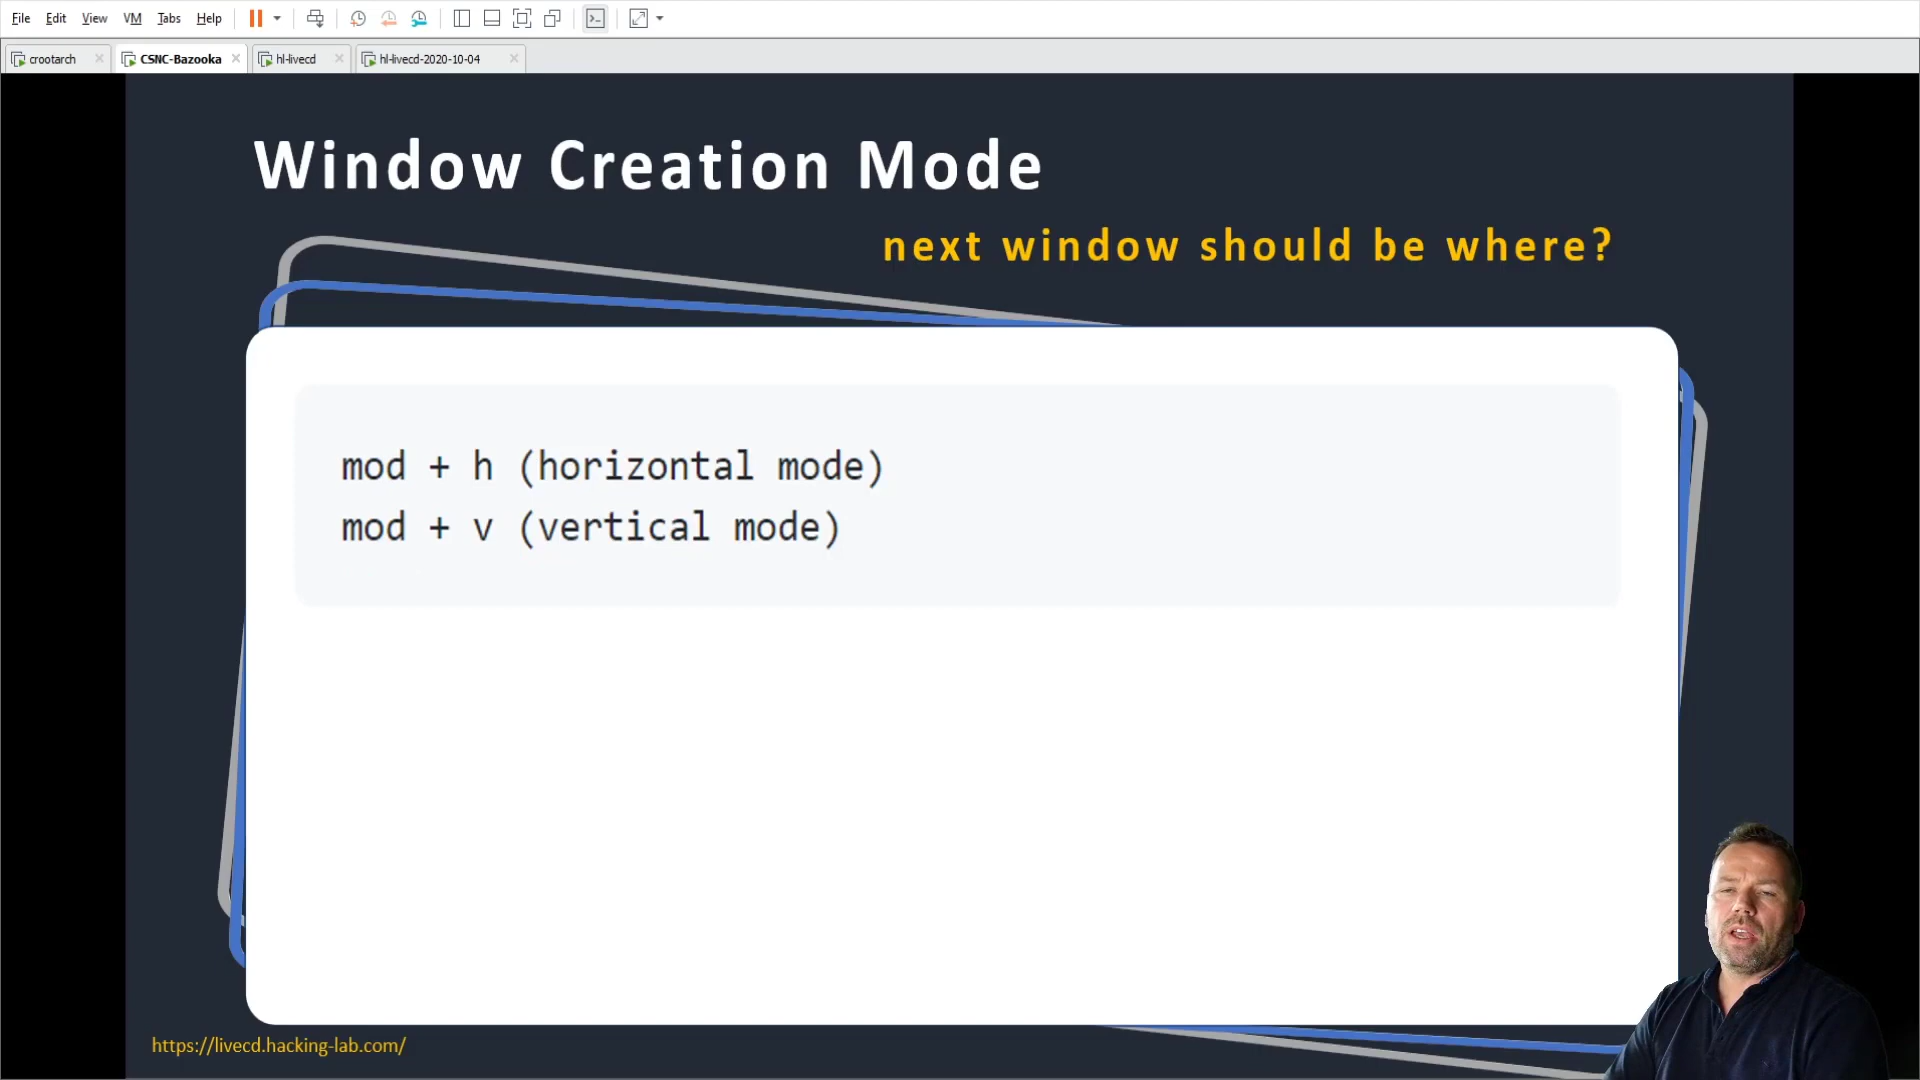 File Edit View VM Tabs Help
crootarch CSNC-Bazooka hl-livecd hl-livecd-2020-10-04
Window Creation Mode
next window should be where?
mod + h (horizontal mode)
mod + v (vertical mode)
https://livecd.hacking-lab.com/